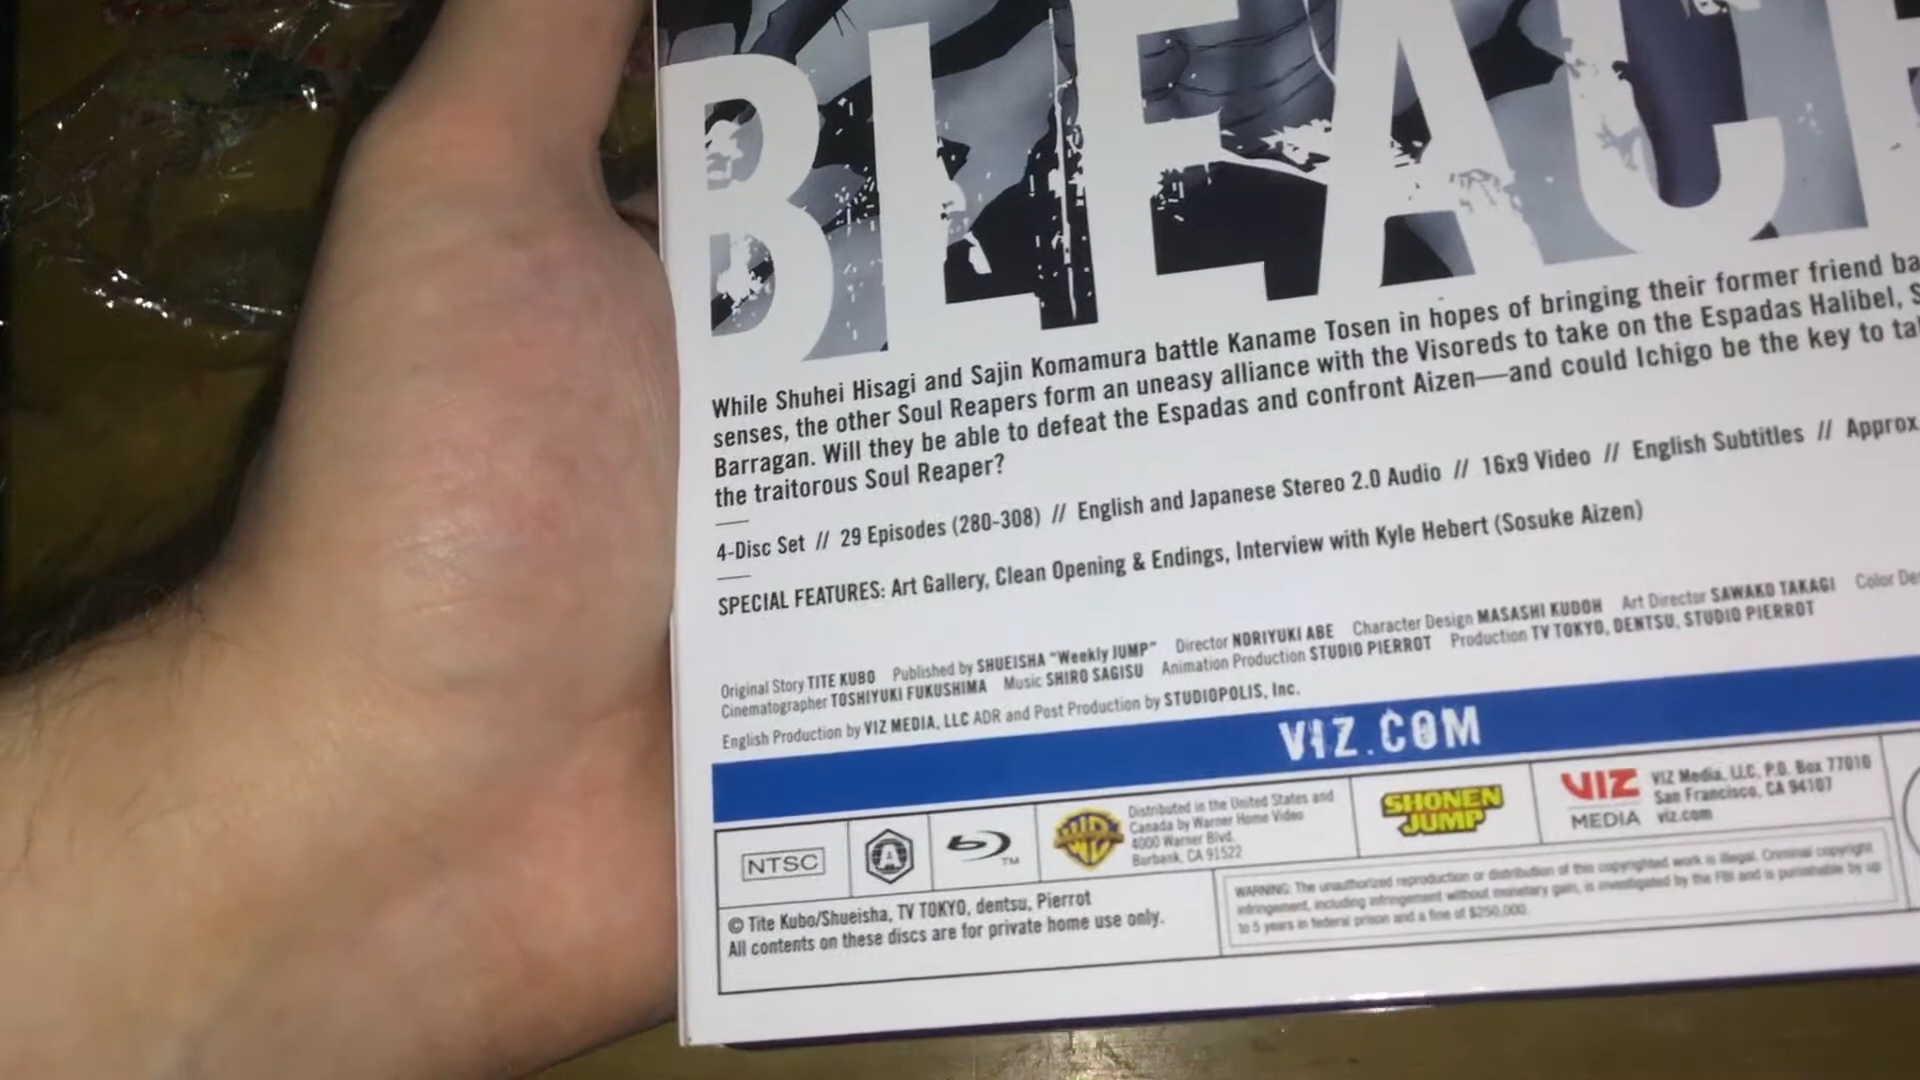 BLEACH
While Shuhei Hisagi and Sajin Komamura battle Kaname Tosen in hopes of bringing their former friend ba
senses, the other Soul Reapers form an uneasy alliance with the Visoreds to take on the Espadas Halibel, S
Barragan. Will they be able to defeat the Espadas and confront Aizen—and could Ichigo be the key to ta
the traitorous Soul Reaper?
4-Disc Set // 29 Episodes (280-308) // English and Japanese Stereo 2.0 Audio // 16x9 Video // English Subtitles // Approx.
SPECIAL FEATURES: Art Gallery, Clean Opening & Endings, Interview with Kyle Hebert (Sosuke Aizen)
Original Story TITE KUBO Published by SHUEISHA "Weekly JUMP" Director NORIYUKI ABE Character Design MASASHI KUDOH Art Director SAWAKO TAKAGI Color De
Cinematographer TOSHIYUKI FUKUSHIMA Music SHIRO SAGISU Animation Production STUDIO PIERROT Production TV TOKYO, DENTSU, STUDIO PIERROT
English Production by VIZ MEDIA, LLC ADR and Post Production by STUDIOPOLIS, Inc.
VIZ.COM
NTSC
A
TM
WB
Distributed in the United States and
Canada by Warner Home Video
4000 Warner Blvd.
Burbank, CA 91522
SHONEN
JUMP
VIZ
MEDIA
VIZ Media, LLC, P.O. Box 77010
San Francisco, CA 94107
viz.com
© Tite Kubo/Shueisha, TV TOKYO, dentsu, Pierrot
All contents on these discs are for private home use only.
WARNING: The unauthorized reproduction or distribution of this copyrighted work is illegal. Criminal copyright
infringement, including infringement without monetary gain, is investigated by the FBI and is punishable by up
to 5 years in federal prison and a fine of $250,000.